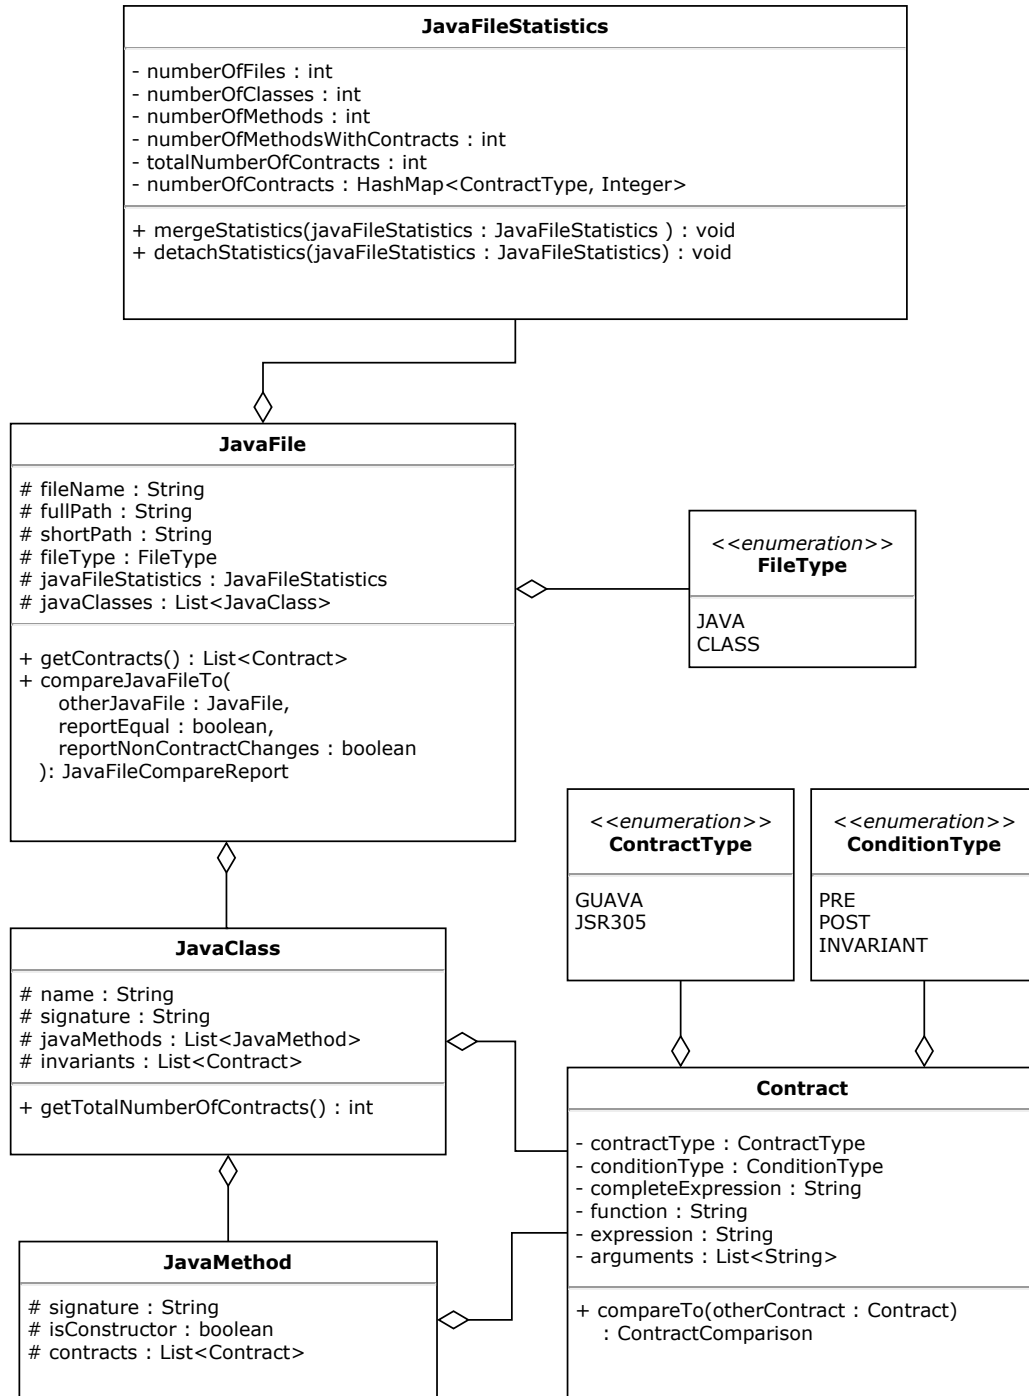 JavaFileStatistics
- numberOfFiles : int
- numberOfClasses : int
- numberOfMethods : int
- numberOfMethodsWithContracts : int
- totalNumberOfContracts : int
- numberOfContracts : HashMap<ContractType, Integer>
+ mergeStatistics(javaFileStatistics : JavaFileStatistics ) : void
+ detachStatistics(javaFileStatistics : JavaFileStatistics) : void
JavaFile
# fileName : String
# fullPath : String
# shortPath : String
# fileType : FileType
# javaFileStatistics : JavaFileStatistics
# javaClasses : List<JavaClass>
+ getContracts() : List<Contract>
+ compareJavaFileTo(
otherJavaFile : JavaFile,
reportEqual : boolean,
reportNonContractChanges : boolean
): JavaFileCompareReport
<<enumeration>>
FileType
JAVA
CLASS
<<enumeration>>
ContractType
GUAVA
JSR305
<<enumeration>>
ConditionType
PRE
POST
INVARIANT
JavaClass
# name : String
# signature : String
# javaMethods : List<JavaMethod>
# invariants : List<Contract>
+ getTotalNumberOfContracts() : int
Contract
- contractType : ContractType
- conditionType : ConditionType
- completeExpression : String
- function : String
- expression : String
- arguments : List<String>
+ compareTo(otherContract : Contract)
: ContractComparison
JavaMethod
# signature : String
# isConstructor : boolean
# contracts : List<Contract>